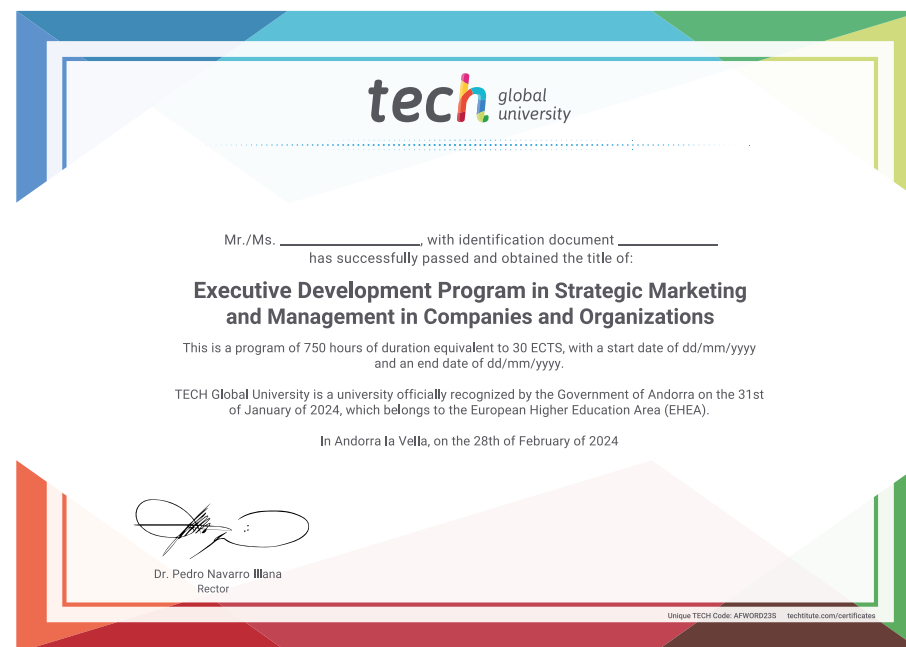 tech global
university
Mr./Ms. ____________, with identification document ____________
has successfully passed and obtained the title of:
Executive Development Program in Strategic Marketing
and Management in Companies and Organizations
This is a program of 750 hours of duration equivalent to 30 ECTS, with a start date of dd/mm/yyyy
and an end date of dd/mm/yyyy.
TECH Global University is a university officially recognized by the Government of Andorra on the 31st
of January of 2024, which belongs to the European Higher Education Area (EHEA).
In Andorra la Vella, on the 28th of February of 2024
Dr. Pedro Navarro Illana
Rector
Unique TECH Code: AFWORD23S techtitute.com/certificates